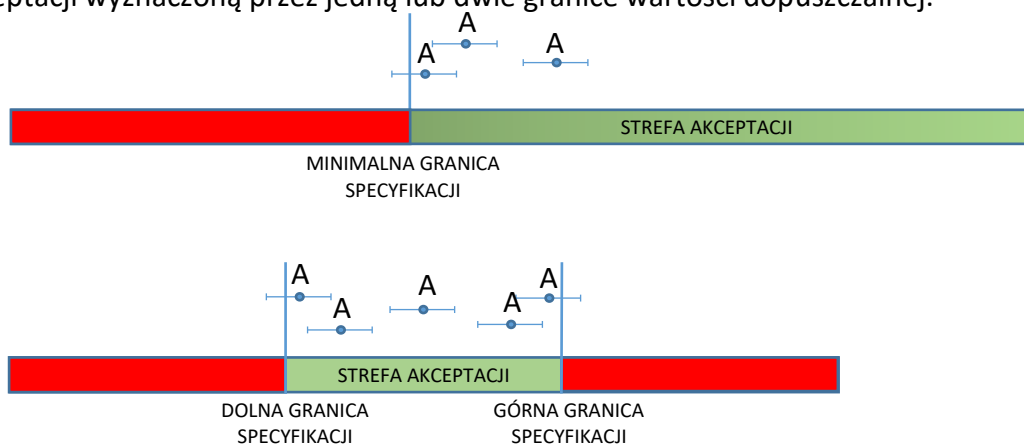 eptacji wyznaczoną przez jedną lub dwie granice wartości dopuszczalnej.
A
A
A
STREFA AKCEPTACJI
MINIMALNA GRANICA
SPECYFIKACJI
A
A
A
A
A
STREFA AKCEPTACJI
DOLNA GRANICA
SPECYFIKACJI
GÓRNA GRANICA
SPECYFIKACJI